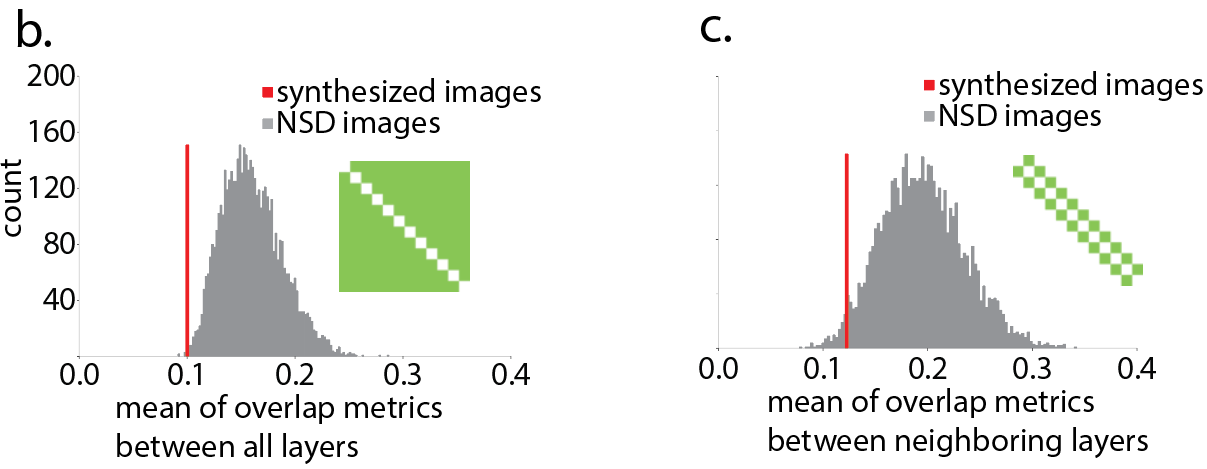 b.
200
160
120
80
40
count
synthesized images
NSD images
0.0 0.1 0.2 0.3 0.4
mean of overlap metrics
between all layers
c.
synthesized images
NSD images
0.0 0.1 0.2 0.3 0.4
mean of overlap metrics
between neighboring layers